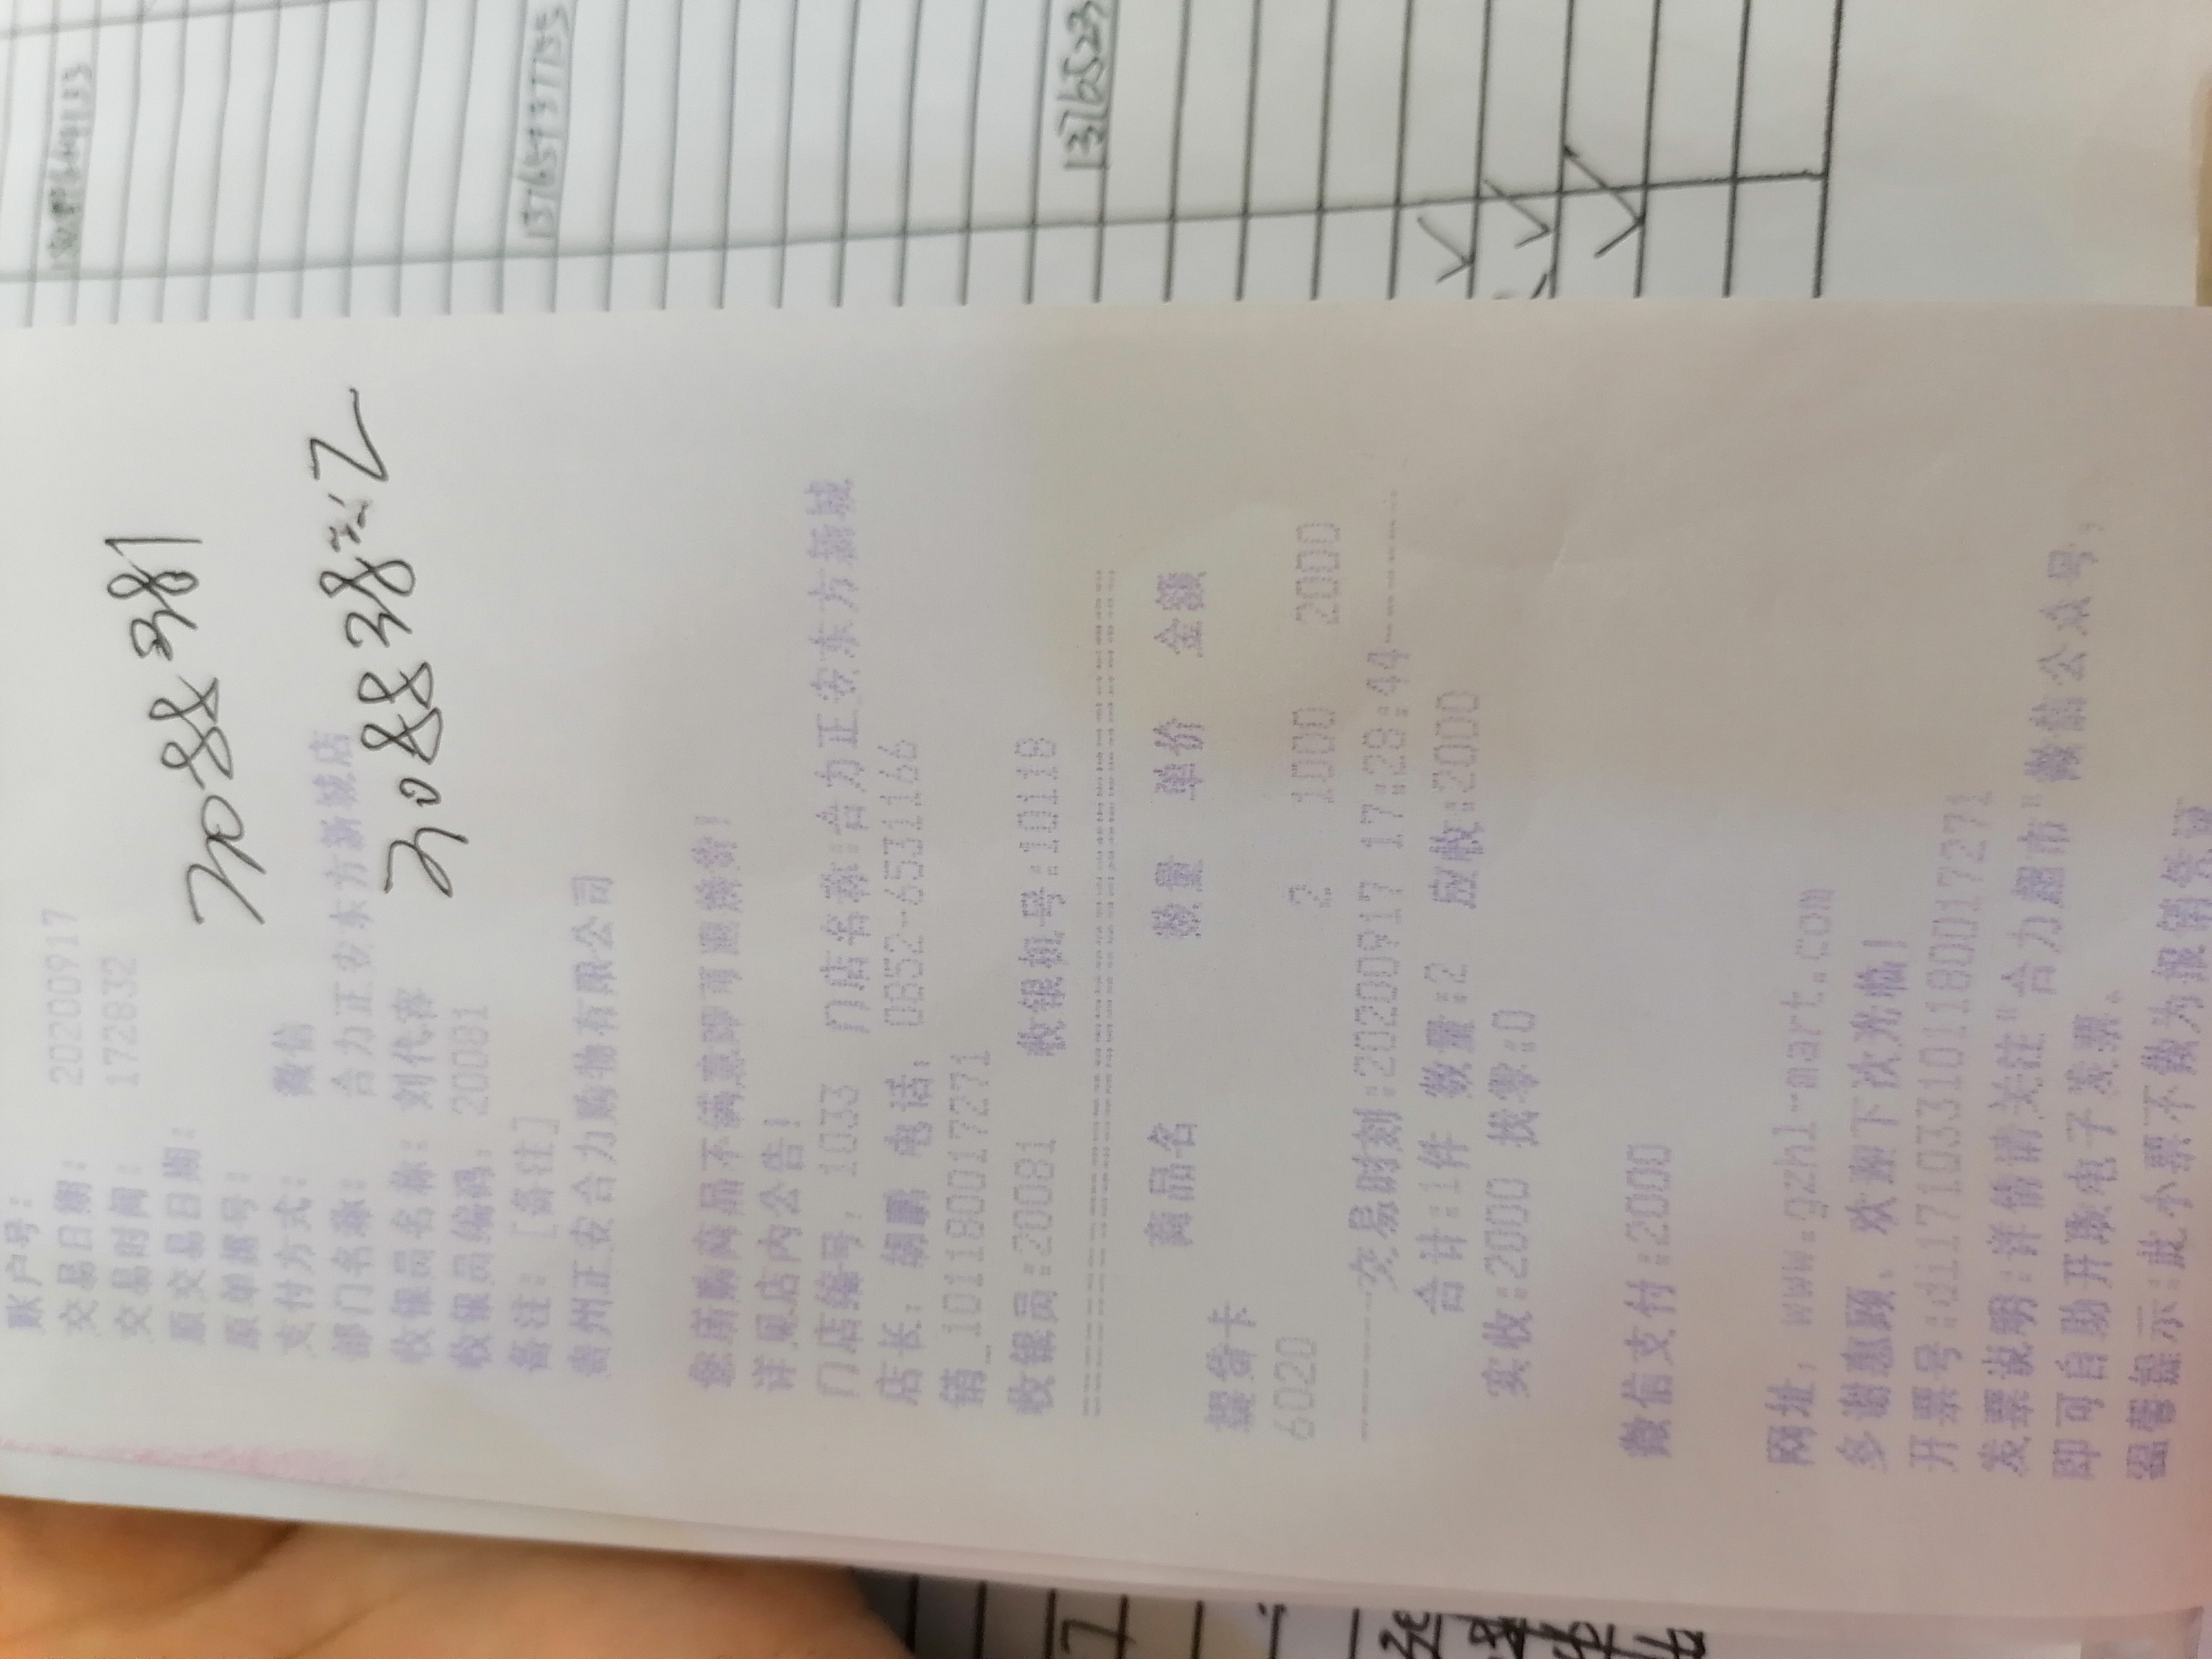 账户号：
交易日期： 20200917
交易时间： 172832
原交易日期：
原单据号：
支付方式： 微信
部门名称： 合力正安东方新城店
收银员名称： 刘代容
收银员编码： 20081
备注： [备注]
贵州正安合力购物有限公司
您所购商品不满意即可退换货!
详见店内公告!
门店编号: 1033 门店名称:合力正安东方新城
店长: 胡鹏 电话: 0852-6531166
销_101180017271
收银员:20081 收银机号:10118
商品名 数量 单价 金额
提货卡
6020 2 1000 2000
交易时刻:20200917 17:28:44
合计:1件 数量:2 应收:2000
实收:2000 找零:0
微信支付:2000
网址: www.gzhl-mart.com
多谢惠顾、欢迎下次光临!
开票号:di171033101180017271
发票说明:详情请关注"合力超市"微信公众号,
即可自助开取电子发票。
温馨提示:此小票不做为报销凭证
13765937755
1376523